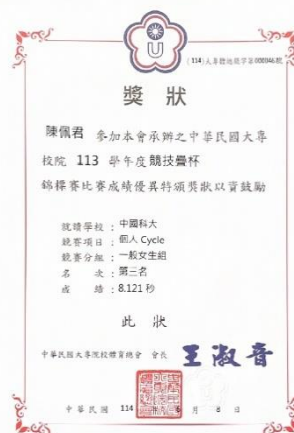 (114)大專體總競字第000046號
獎狀
陳佩君 參加本會承辦之中華民國大專
校院 113 學年度競技疊杯
錦標賽比賽成績優異特頒獎狀以資鼓勵
就讀學校：中國科大
競賽項目：個人 Cycle
競賽分組：一般女生組
名次：第三名
成績：8.121 秒
此狀
中華民國大專院校體育總會 會長 王淑音
中華民國 114 年 6 月 8 日